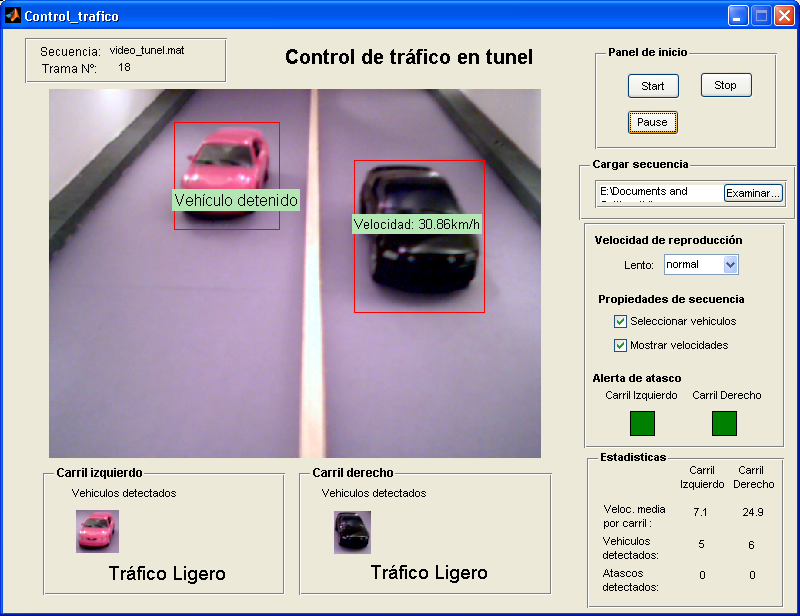 Control_trafico
Secuencia: video_tunel.mat
Trama Nº: 18
Control de tráfico en tunel
Vehículo detenido
Velocidad: 30.86km/h
Panel de inicio
Start
Stop
Pause
Cargar secuencia
E:\Documents and
Examinar...
Velocidad de reproducción
Lento: normal
Propiedades de secuencia
Seleccionar vehiculos
Mostrar velocidades
Alerta de atasco
Carril Izquierdo Carril Derecho
Carril izquierdo
Vehiculos detectados
Tráfico Ligero
Carril derecho
Vehiculos detectados
Tráfico Ligero
Estadisticas
Carril Carril
Izquierdo Derecho
Veloc. media
por carril : 7.1 24.9
Vehiculos
detectados: 5 6
Atascos
detectados: 0 0